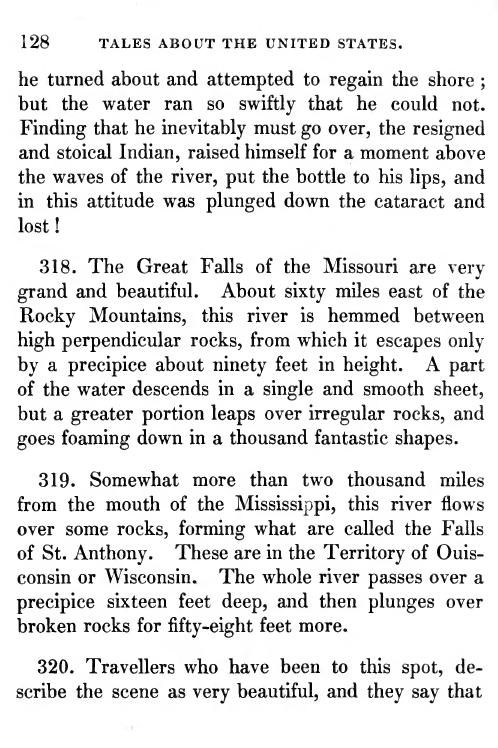 128 TALES ABOUT THE UNITED STATES.
he turned about and attempted to regain the shore ;
but the water ran so swiftly that he could not.
Finding that he inevitably must go over, the resigned
and stoical Indian, raised himself for a moment above
the waves of the river, put the bottle to his lips, and
in this attitude was plunged down the cataract and
lost !
318. The Great Falls of the Missouri are very
grand and beautiful. About sixty miles east of the
Rocky Mountains, this river is hemmed between
high perpendicular rocks, from which it escapes only
by a precipice about ninety feet in height. A part
of the water descends in a single and smooth sheet,
but a greater portion leaps over irregular rocks, and
goes foaming down in a thousand fantastic shapes.
319. Somewhat more than two thousand miles
from the mouth of the Mississippi, this river flows
over some rocks, forming what are called the Falls
of St. Anthony. These are in the Territory of Ouis-
consin or Wisconsin. The whole river passes over a
precipice sixteen feet deep, and then plunges over
broken rocks for fifty-eight feet more.
320. Travellers who have been to this spot, de-
scribe the scene as very beautiful, and they say that